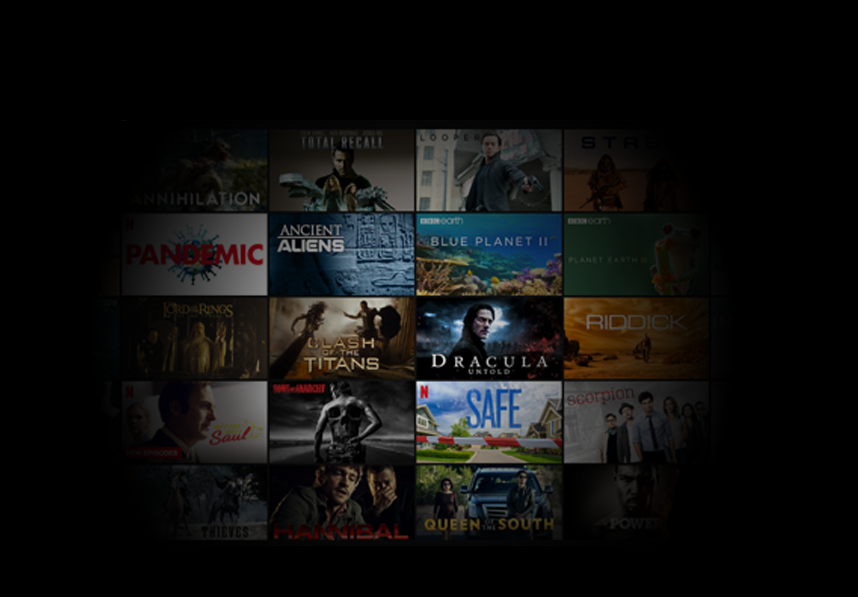 ANNIHILATION
TOTAL RECALL
LOOPER
PANDEMIC
ANCIENT
ALIENS
BBC earth
BLUE PLANET II
BBC earth
PLANET EARTH II
LORD OF THE RINGS
CLASH
OF THE
TITANS
DRACULA
UNTOLD
RIDDICK
Saul
NEW EPISODES
SONS OF ANARCHY
N
SAFE
scorpion
THIEVES
HANNIBAL
QUEEN OF THE SOUTH
POWER